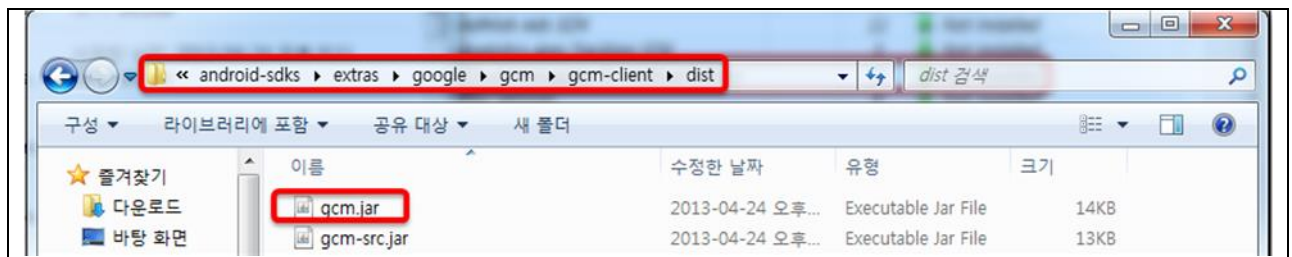 « android-sdks ▸ extras ▸ google ▸ gcm ▸ gcm-client ▸ dist
dist 검색
구성 ▼ 라이브러리에 포함 ▼ 공유 대상 ▼ 새 폴더
즐겨찾기 이름 수정한 날짜 유형 크기
다운로드 gcm.jar 2013-04-24 오후... Executable Jar File 14KB
바탕 화면 gcm-src.jar 2013-04-24 오후... Executable Jar File 13KB